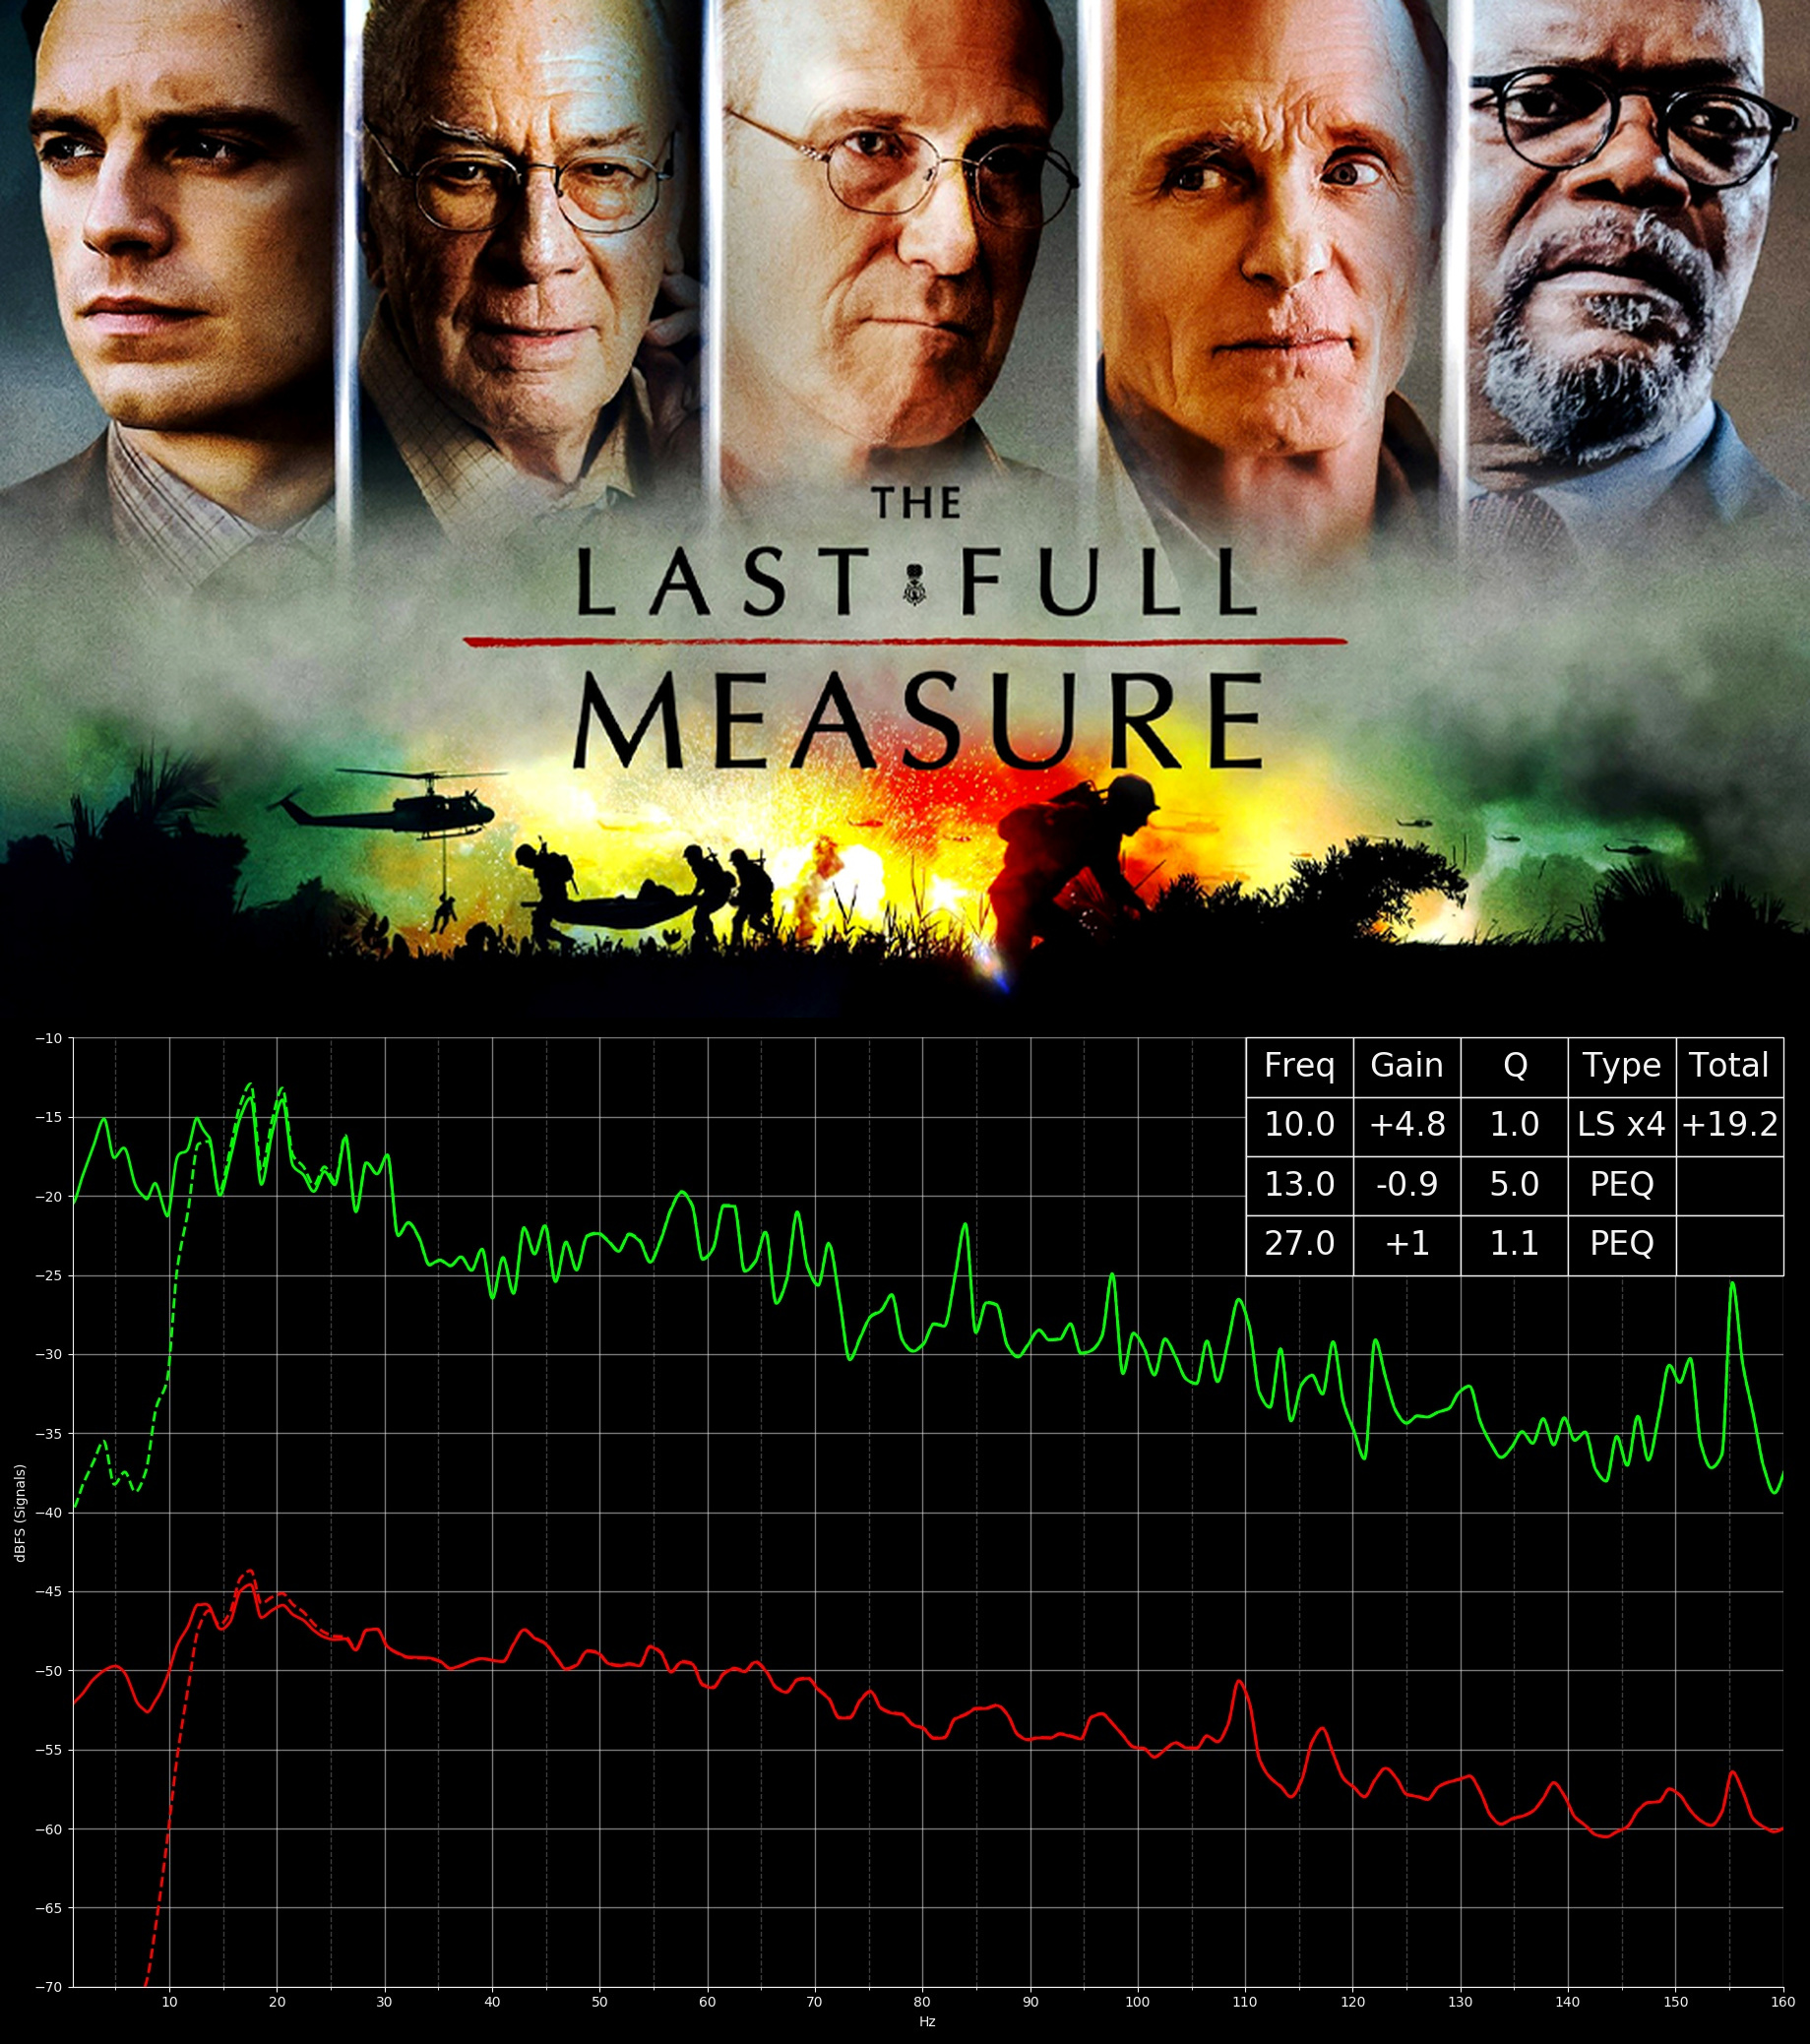 THE
LAST FULL
MEASURE
Freq Gain Q Type Total
10.0 +4.8 1.0 LS x4 +19.2
13.0 -0.9 5.0 PEQ
27.0 +1 1.1 PEQ
−10
−15
−20
−25
−30
−35
−40
−45
−50
−55
−60
−65
−70
dBFS (Signals)
10 20 30 40 50 60 70 80 90 100 110 120 130 140 150 160
Hz